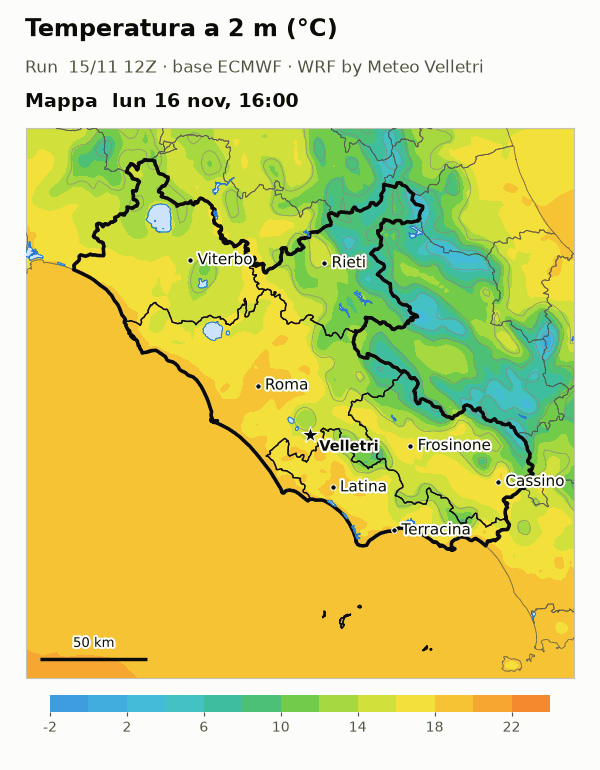 Temperatura a 2 m (°C)
Run  15/11 12Z · base ECMWF · WRF by Meteo Velletri
Mappa  lun 16 nov, 16:00
Viterbo
Rieti
Roma
Velletri
Frosinone
Cassino
Latina
Terracina
50 km
-2 2 6 10 14 18 22